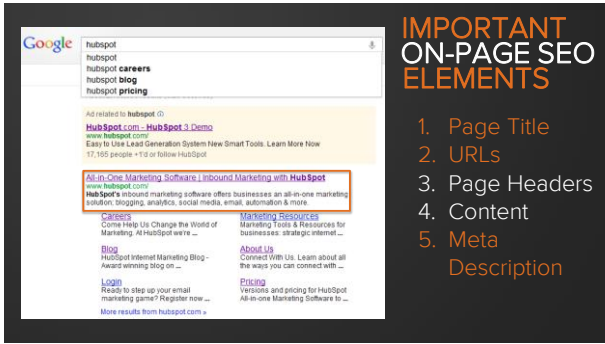 Google
hubspot
hubspot
hubspot careers
hubspot blog
hubspot pricing
Ad related to hubspot
HubSpot.com - HubSpot 3 Demo
www.hubspot.com/
Easy to Use Lead Generation System New Smart Tools. Learn More Now
17,165 people +1'd or follow HubSpot
All-in-One Marketing Software | Inbound Marketing with HubSpot
www.hubspot.com/
HubSpot's inbound marketing software offers businesses an all-in-one marketing
solution; blogging, analytics, social media, email, automation & more.
Careers
Come Help Us Change the World of
Marketing. At HubSpot we're ...
Marketing Resources
Marketing Tools & Resources for
businesses: strategic internet ...
Blog
HubSpot Internet Marketing Blog -
Award winning blog on ...
About Us
Connect With Us. Learn about all
the ways you can connect with ...
Login
Ready to step up your email
marketing game? Register now ...
Pricing
Versions and pricing for HubSpot
All-in-one Marketing Software to ...
More results from hubspot.com »
IMPORTANT
ON-PAGE SEO
ELEMENTS
1. Page Title
2. URLs
3. Page Headers
4. Content
5. Meta
Description